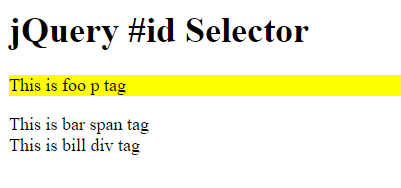 jQuery #id Selector
This is foo p tag
This is bar span tag
This is bill div tag